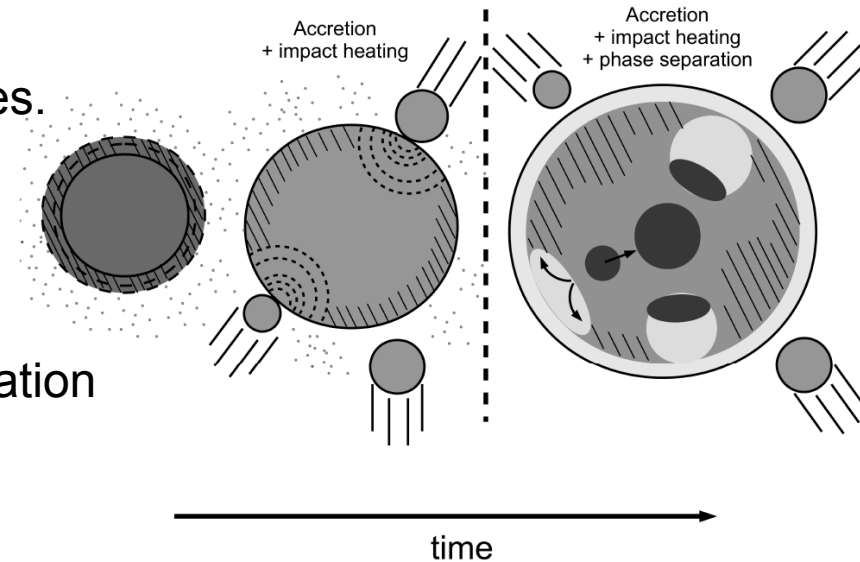 Accretion
+ impact heating
Accretion
+ impact heating
+ phase separation
es.
ation
time